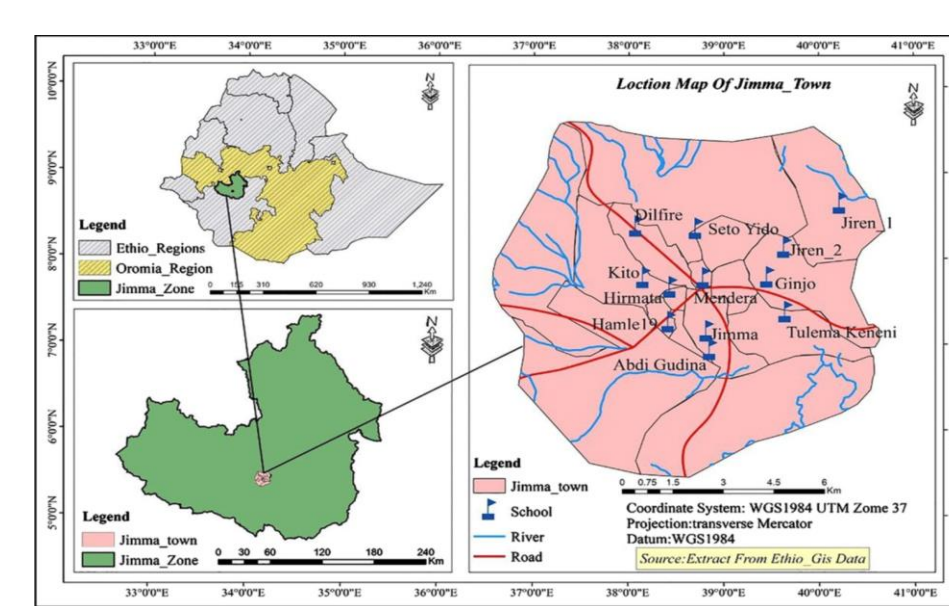 33°0'0"E 34°0'0"E 35°0'0"E 36°0'0"E 37°0'0"E 38°0'0"E 39°0'0"E 40°0'0"E 41°0'0"E
10°0'0"N
9°0'0"N
8°0'0"N
7°0'0"N
6°0'0"N
5°0'0"N
N
Legend
Ethio_Regions
Oromia_Region
Jimma_Zone
0 155 310 620 930 1,240
Km
N
Legend
Jimma_town
Jimma_Zone
0 30 60 120 180 240
Km
Loction Map Of Jimma_Town
N
Dilfire
Seto Yido
Jiren_1
Jiren_2
Kito
Ginjo
Hirmata
Mendera
Hamle19
Jimma
Tulema Keneni
Abdi Gudina
Legend
Jimma_town
School
River
Road
0 0.75 1.5 3 4.5 6
Km
Coordinate System: WGS1984 UTM Zome 37
Projection:transverse Mercator
Datum:WGS1984
Source:Extract From Ethio_Gis Data
33°0'0"E 34°0'0"E 35°0'0"E 36°0'0"E 37°0'0"E 38°0'0"E 39°0'0"E 40°0'0"E 41°0'0"E